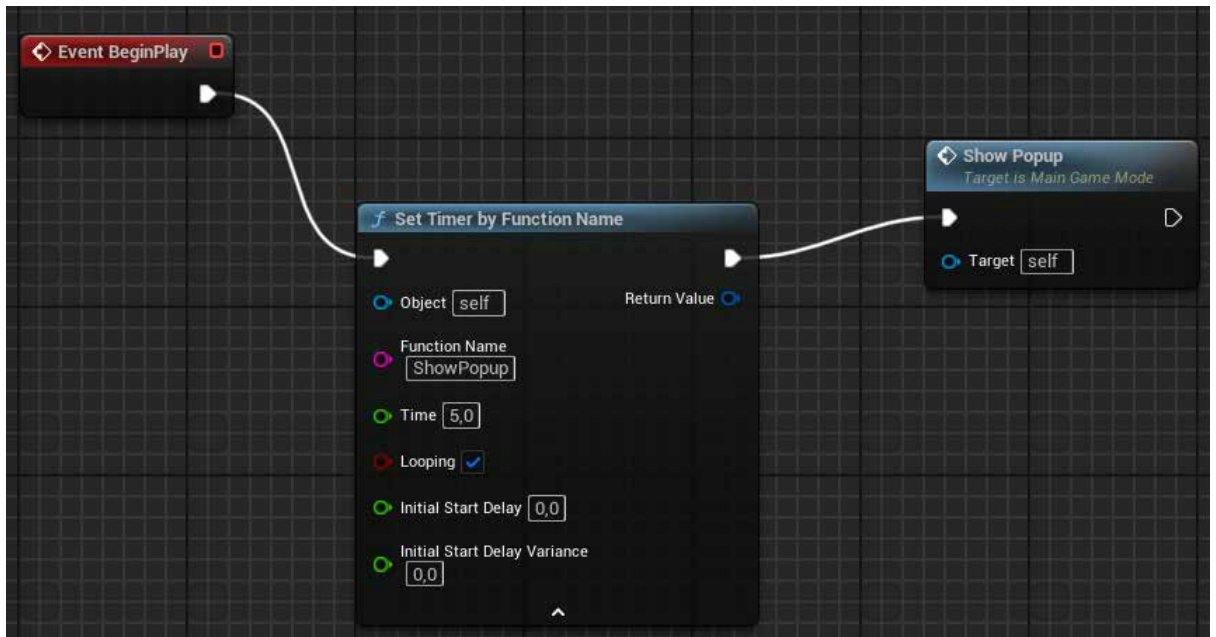 Event BeginPlay
Show Popup
Target is Main Game Mode
Target self
f Set Timer by Function Name
Object self
Return Value
Function Name
ShowPopup
Time 5,0
Looping
Initial Start Delay 0,0
Initial Start Delay Variance
0,0